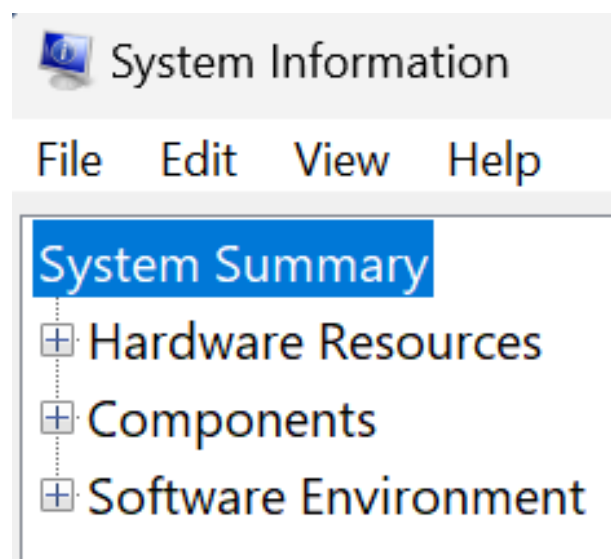 System Information
File Edit View Help
System Summary
Hardware Resources
Components
Software Environment